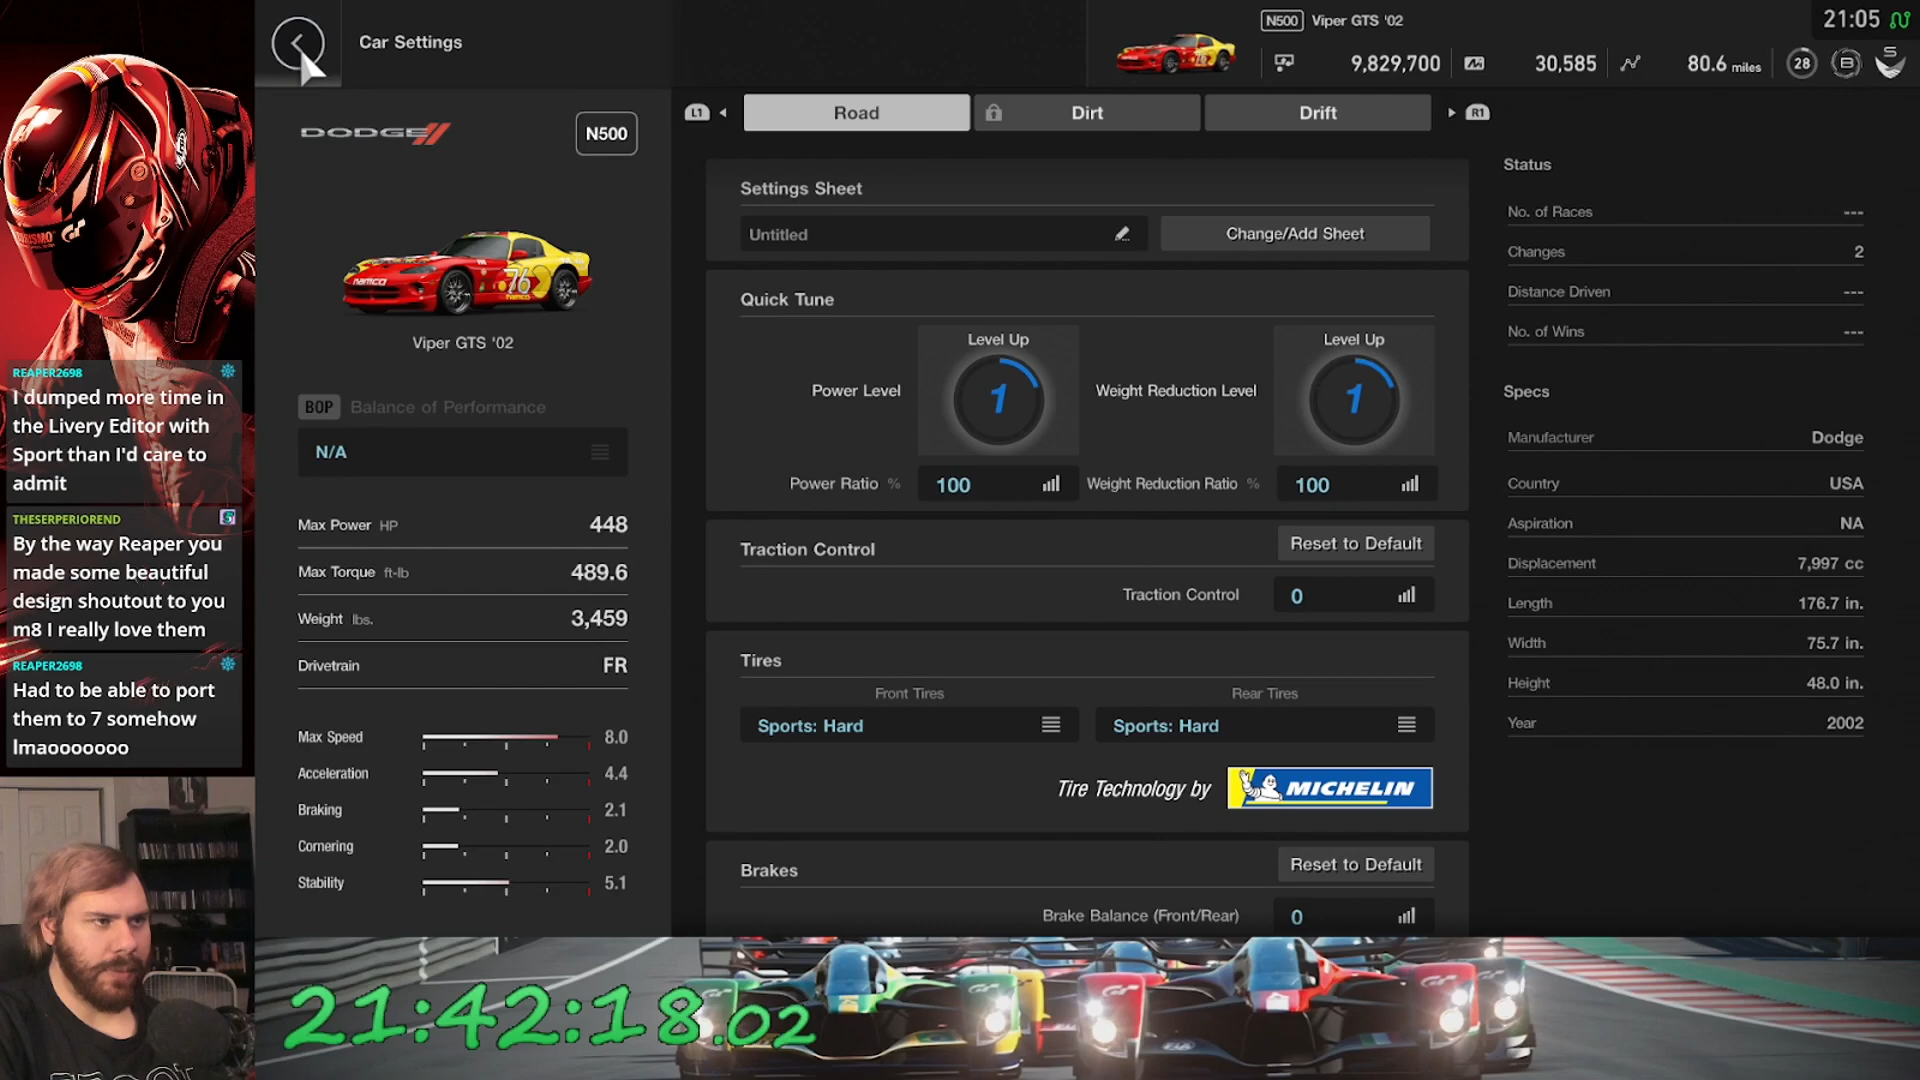 Car Settings
N500 Viper GTS '02
9,829,700
30,585
80.6 miles
28
B
S
21:05
DODGE
N500
76
namco
Viper GTS '02
BOP Balance of Performance
N/A
Max Power HP 448
Max Torque ft-lb 489.6
Weight lbs. 3,459
Drivetrain FR
Max Speed 8.0
Acceleration 4.4
Braking 2.1
Cornering 2.0
Stability 5.1
L1 Road Dirt Drift R1
Settings Sheet
Untitled
Change/Add Sheet
Quick Tune
Level Up
Level Up
Power Level 1
Weight Reduction Level 1
Power Ratio % 100
Weight Reduction Ratio % 100
Traction Control
Reset to Default
Traction Control 0
Tires
Front Tires
Rear Tires
Sports: Hard
Sports: Hard
Tire Technology by MICHELIN
Brakes
Reset to Default
Brake Balance (Front/Rear) 0
Status
No. of Races ---
Changes 2
Distance Driven ---
No. of Wins ---
Specs
Manufacturer Dodge
Country USA
Aspiration NA
Displacement 7,997 cc
Length 176.7 in.
Width 75.7 in.
Height 48.0 in.
Year 2002
REAPER2698
I dumped more time in
the Livery Editor with
Sport than I'd care to
admit
THESERPERIOREND
By the way Reaper you
made some beautiful
design shoutout to you
m8 I really love them
REAPER2698
Had to be able to port
them to 7 somehow
lmaooooooo
21:42:18.02